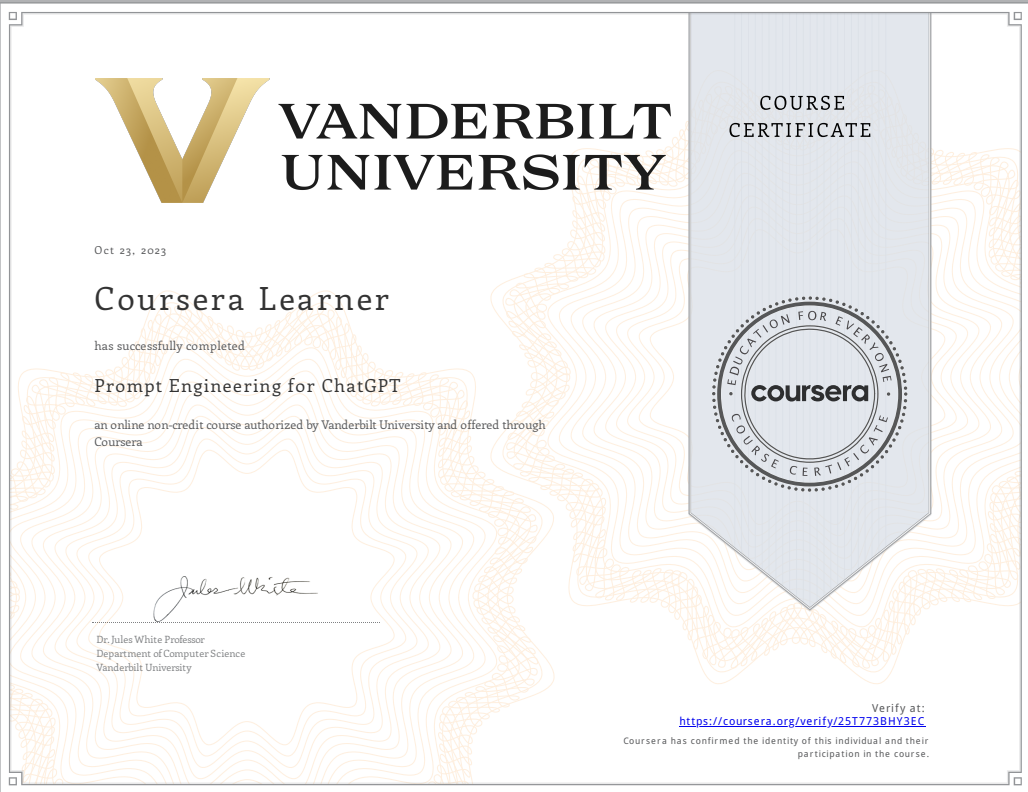 VANDERBILT
UNIVERSITY
COURSE
CERTIFICATE
Oct 23, 2023
Coursera Learner
has successfully completed
Prompt Engineering for ChatGPT
an online non-credit course authorized by Vanderbilt University and offered through
Coursera
EDUCATION FOR EVERYONE
coursera
COURSE CERTIFICATE
Jules White
Dr. Jules White Professor
Department of Computer Science
Vanderbilt University
Verify at:
https://coursera.org/verify/25T773BHY3EC
Coursera has confirmed the identity of this individual and their
participation in the course.